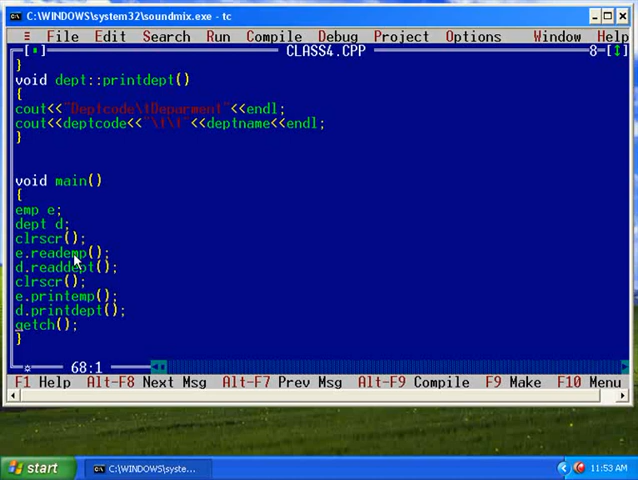 C:\WINDOWS\system32\soundmix.exe - tc
≡ File Edit Search Run Compile Debug Project Options Window Help
[■] CLASS4.CPP 8=[↕]
}
void dept::printdept()
{
cout<<"Deptcode\tDeparment"<<endl;
cout<<deptcode<<"\t\t"<<deptname<<endl;
}
void main()
{
emp e;
dept d;
clrscr();
e.reademp();
d.readdept();
clrscr();
e.printemp();
d.printdept();
getch();
}
68:1
F1 Help Alt-F8 Next Msg Alt-F7 Prev Msg Alt-F9 Compile F9 Make F10 Menu
start C:\WINDOWS\syste... 11:53 AM